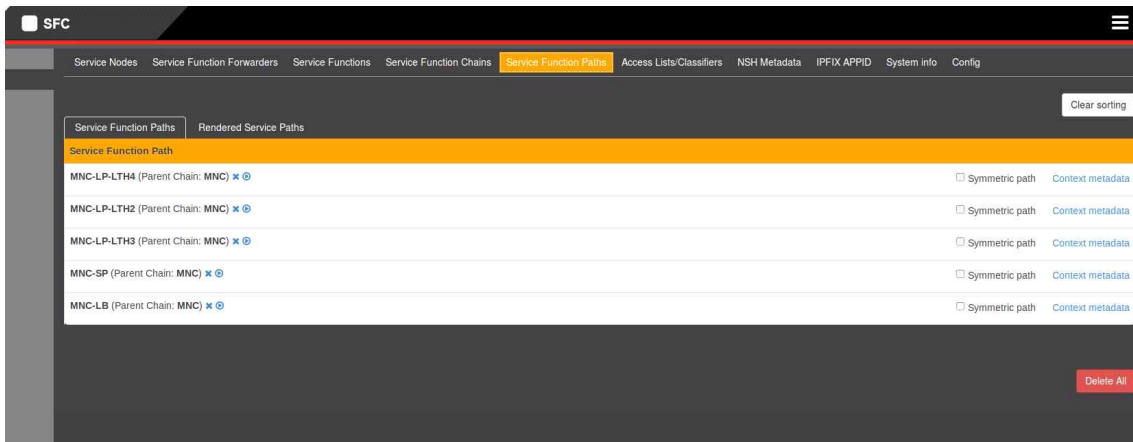 SFC
Service Nodes Service Function Forwarders Service Functions Service Function Chains Service Function Paths Access Lists/Classifiers NSH Metadata IPFIX APPID System info Config
Clear sorting
Service Function Paths Rendered Service Paths
Service Function Path
MNC-LP-LTH4 (Parent Chain: MNC) Symmetric path Context metadata
MNC-LP-LTH2 (Parent Chain: MNC) Symmetric path Context metadata
MNC-LP-LTH3 (Parent Chain: MNC) Symmetric path Context metadata
MNC-SP (Parent Chain: MNC) Symmetric path Context metadata
MNC-LB (Parent Chain: MNC) Symmetric path Context metadata
Delete All